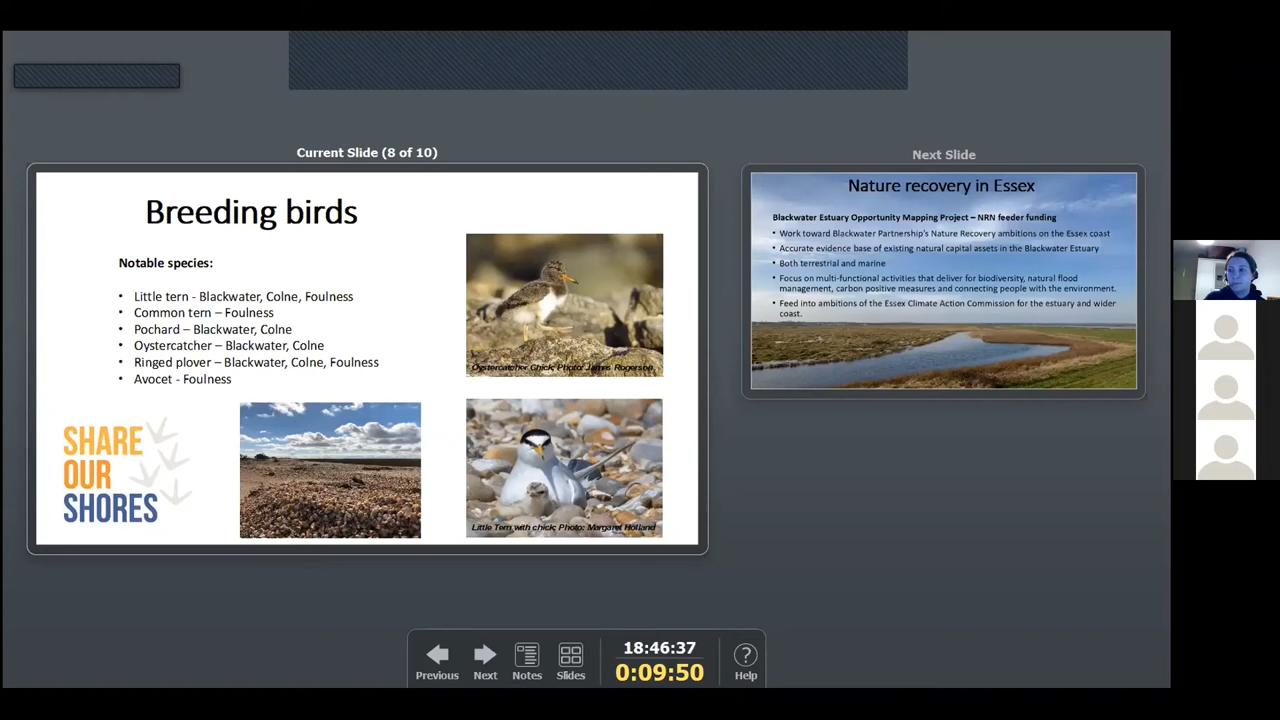 Current Slide (8 of 10)
Breeding birds
Notable species:
• Little tern - Blackwater, Colne, Foulness
• Common tern – Foulness
• Pochard – Blackwater, Colne
• Oystercatcher - Blackwater, Colne
• Ringed plover – Blackwater, Colne, Foulness
• Avocet - Foulness
SHARE
OUR
SHORES
Oystercatcher Chick; Photo: James Rogerson
Little Tern with chick; Photo: Margaret Holland
Next Slide
Nature recovery in Essex
Blackwater Estuary Opportunity Mapping Project – NRN feeder funding
• Work toward Blackwater Partnership's Nature Recovery ambitions on the Essex coast
• Accurate evidence base of existing natural capital assets in the Blackwater Estuary
• Both terrestrial and marine
• Focus on multi-functional activities that deliver for biodiversity, natural flood
management, carbon positive measures and connecting people with the environment.
• Feed into ambitions of the Essex Climate Action Commission for the estuary and wider
coast.
Previous
Next
Notes
Slides
18:46:37
0:09:50
Help